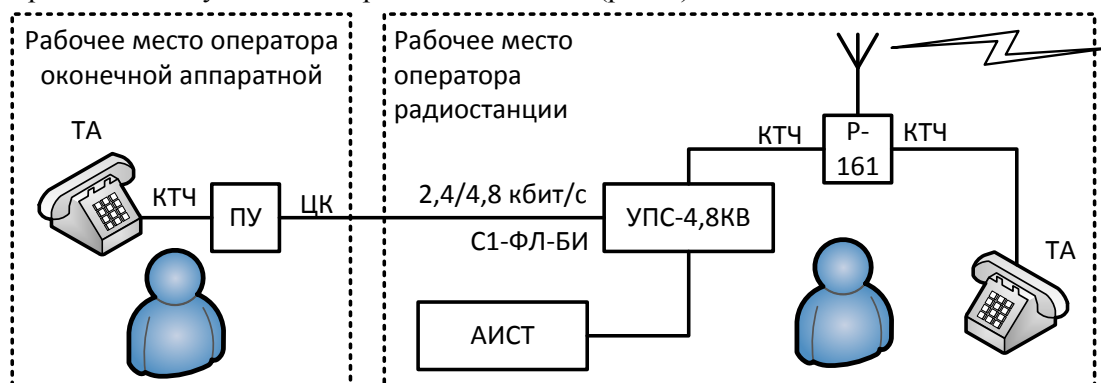 Рабочее место оператора
оконечной аппаратной
ТА
КТЧ
ПУ
ЦК
Рабочее место
оператора
радиостанции
2,4/4,8 кбит/с
С1-ФЛ-БИ
УПС-4,8КВ
АИСТ
КТЧ
Р-
161
КТЧ
ТА